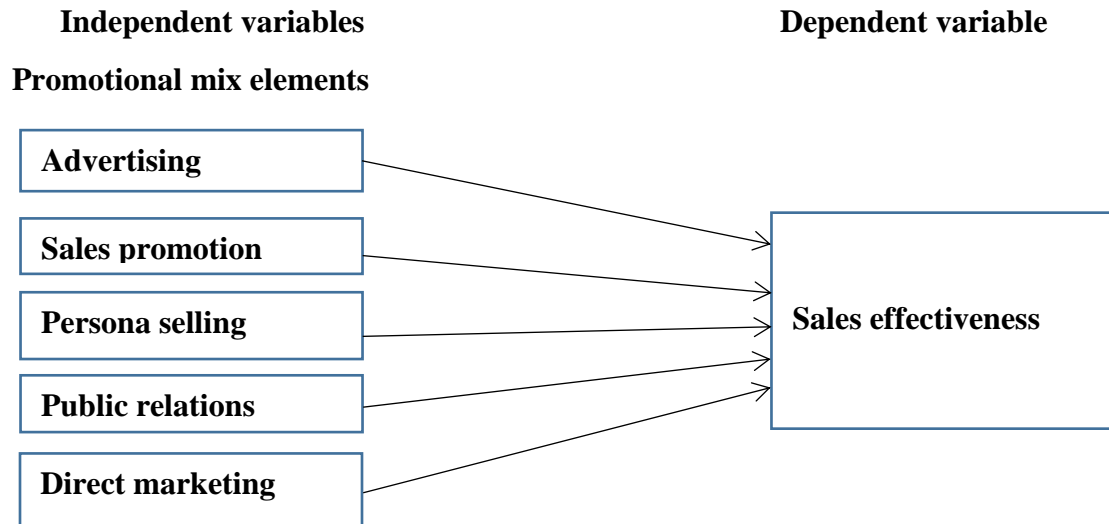 Independent variables
Dependent variable
Promotional mix elements
Advertising
Sales promotion
Persona selling
Public relations
Direct marketing
Sales effectiveness